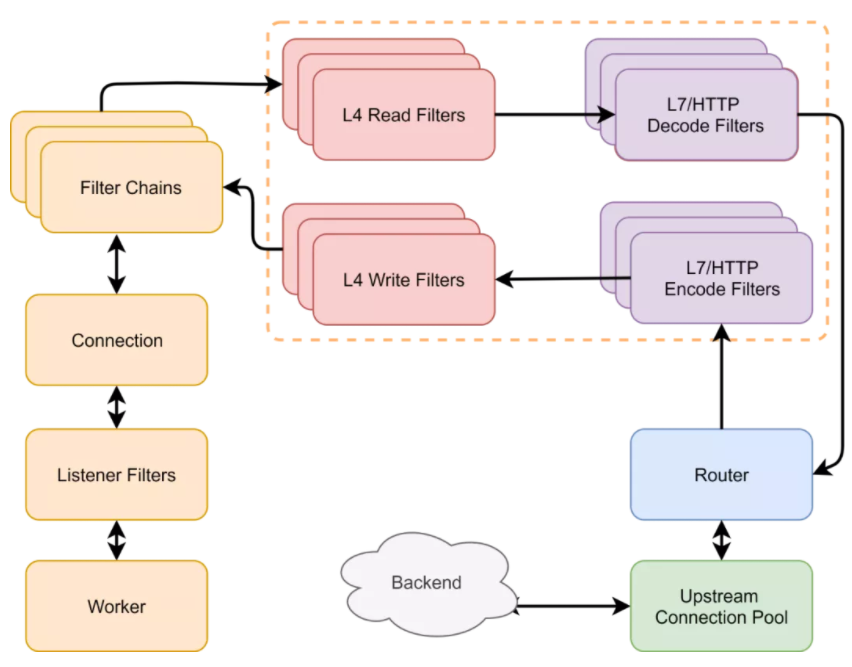 L4 Read Filters
L7/HTTP
Decode Filters
Filter Chains
L4 Write Filters
L7/HTTP
Encode Filters
Connection
Listener Filters
Router
Backend
Worker
Upstream
Connection Pool